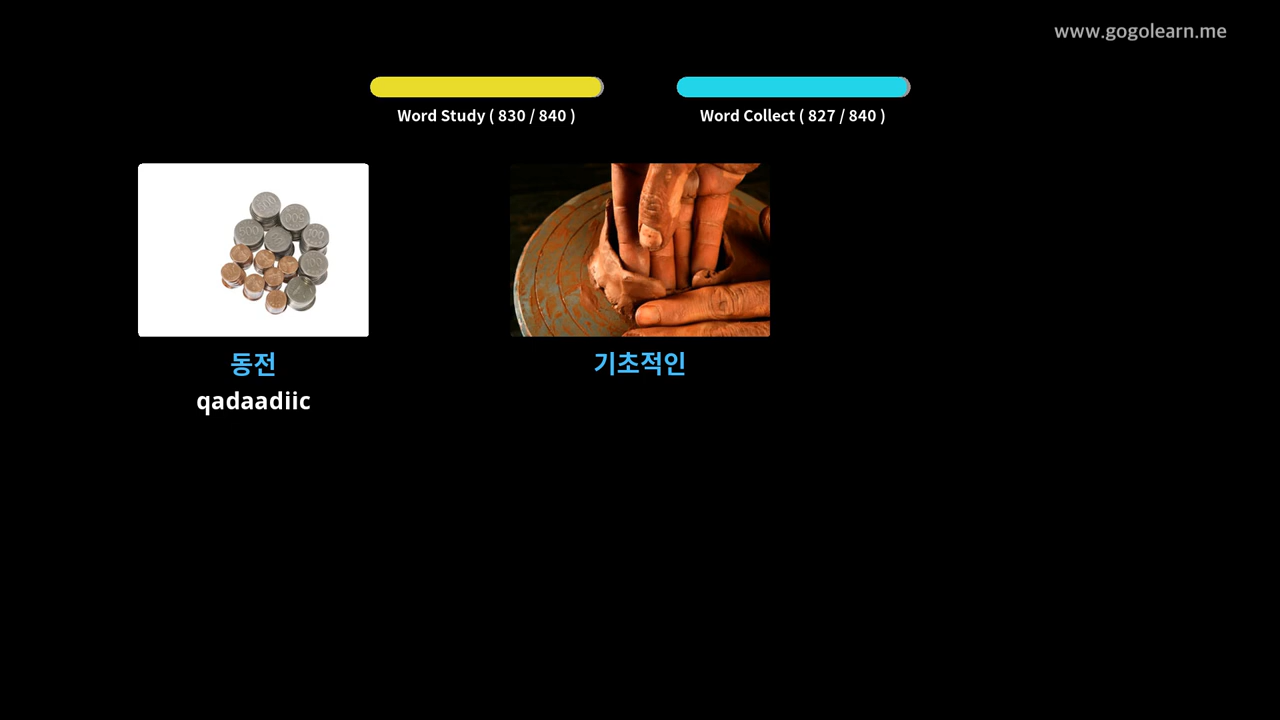 www.gogolearn.me
Word Study ( 830 / 840 )
Word Collect ( 827 / 840 )
동전
기초적인
qadaadiic